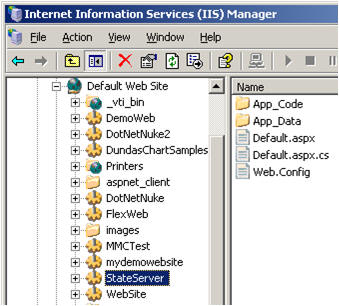 Internet Information Services (IIS) Manager
File Action View Window Help
Default Web Site
_vti_bin
DemoWeb
DotNetNuke2
DundasChartSamples
Printers
aspnet_client
DotNetNuke
FlexWeb
images
MMCTest
mydemowebsite
StateServer
WebSite
Name
App_Code
App_Data
Default.aspx
Default.aspx.cs
Web.Config